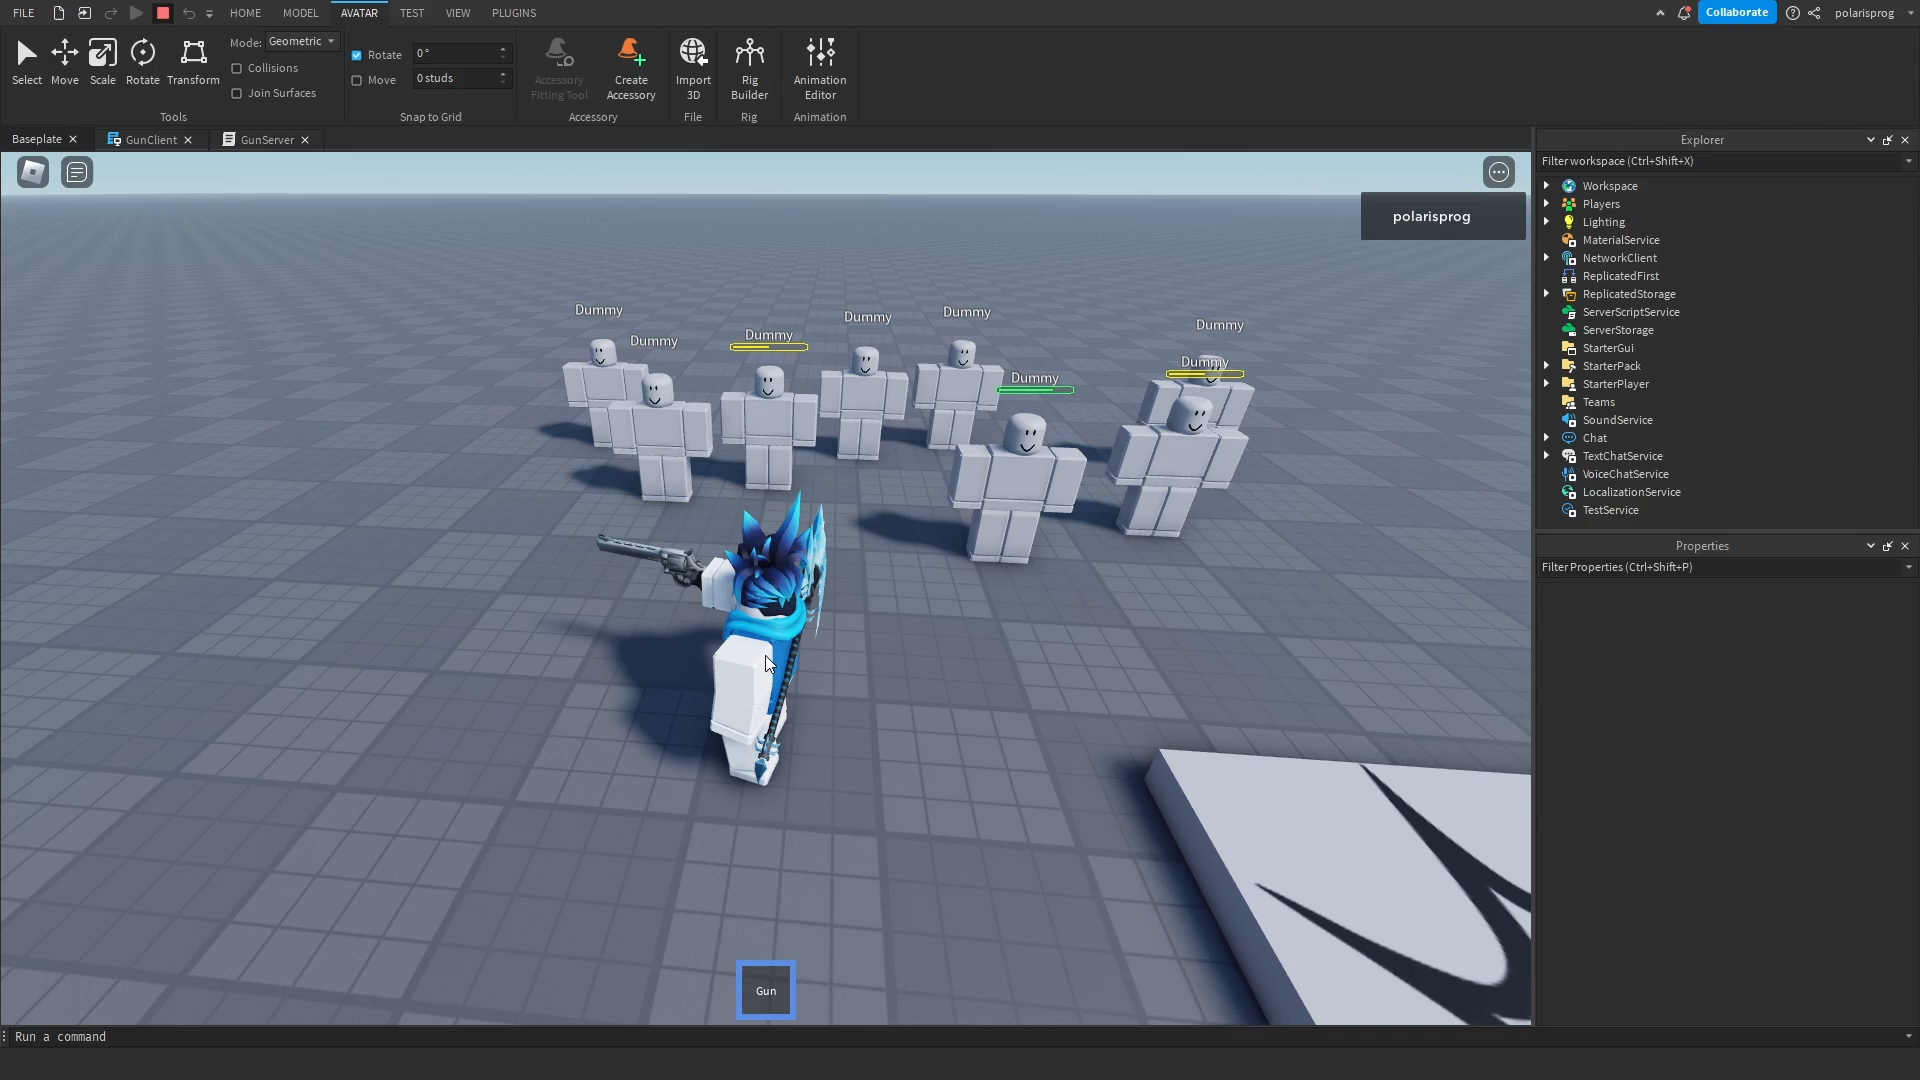 FILE HOME MODEL AVATAR TEST VIEW PLUGINS Collaborate polarisprog
Select Move Scale Rotate Transform
Mode: Geometric
Collisions
Join Surfaces
Tools
Rotate 0°
Move 0 studs
Snap to Grid
Accessory
Fitting Tool
Create
Accessory
Accessory
Import
3D
File
Rig
Builder
Rig
Animation
Editor
Animation
Baseplate GunClient GunServer
polarisprog
Dummy
Dummy
Dummy
Dummy
Dummy
Dummy
Dummy
Dummy
Gun
Explorer
Filter workspace (Ctrl+Shift+X)
Workspace
Players
Lighting
MaterialService
NetworkClient
ReplicatedFirst
ReplicatedStorage
ServerScriptService
ServerStorage
StarterGui
StarterPack
StarterPlayer
Teams
SoundService
Chat
TextChatService
VoiceChatService
LocalizationService
TestService
Properties
Filter Properties (Ctrl+Shift+P)
Run a command